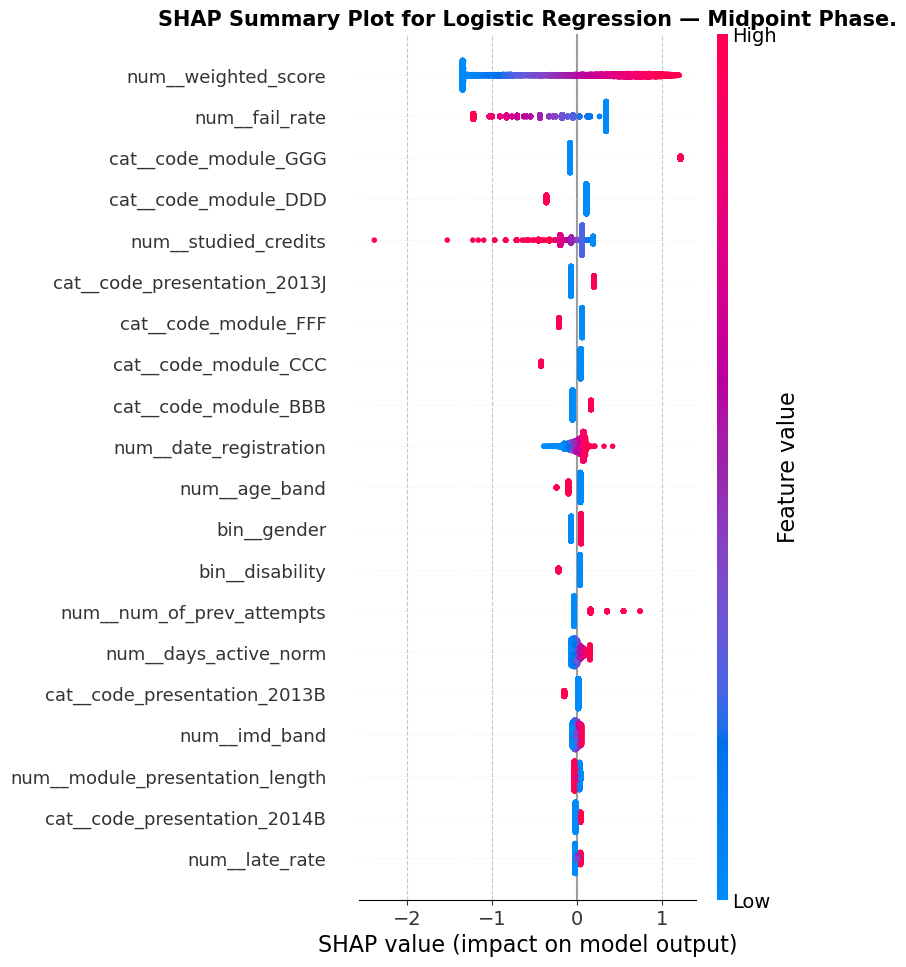 SHAP Summary Plot for Logistic Regression — Midpoint Phase.
High
num__weighted_score
num__fail_rate
cat__code_module_GGG
cat__code_module_DDD
num__studied_credits
cat__code_presentation_2013J
cat__code_module_FFF
cat__code_module_CCC
cat__code_module_BBB
num__date_registration
num__age_band
bin__gender
bin__disability
num__num_of_prev_attempts
num__days_active_norm
cat__code_presentation_2013B
num__imd_band
num__module_presentation_length
cat__code_presentation_2014B
num__late_rate
Feature value
Low
−2 −1 0 1
SHAP value (impact on model output)